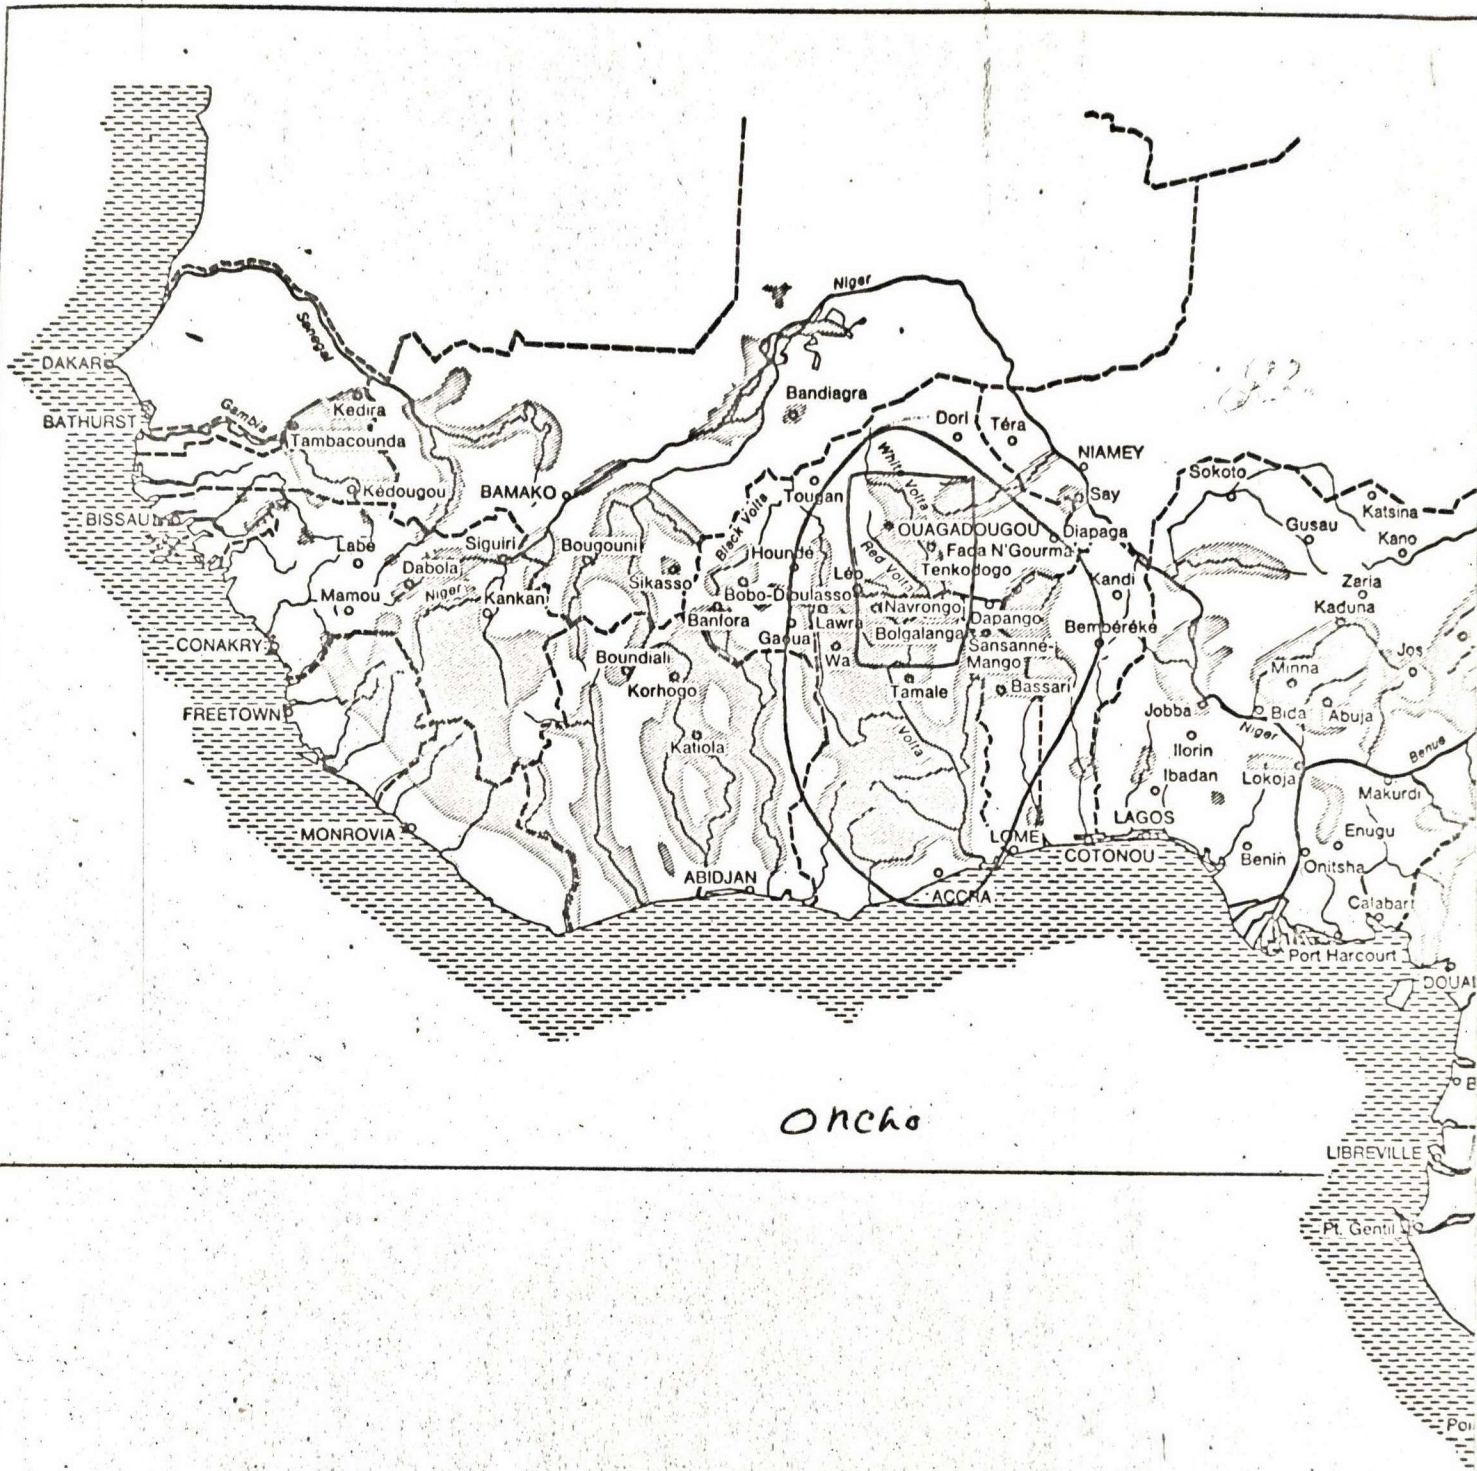 Niger
Senegal
DAKAR
Bandiagra
Kedira
Gambia
BATHURST
Dori
Téra
Tambacounda
White Volta
NIAMEY
Sokoto
Kédougou
BAMAKO
Tougan
Say
Katsina
Black Volta
BISSAU
OUAGADOUGOU
Diapaga
Gusau
Kano
Labé
Siguiri
Bougouni
Houndé
Red Volta
Fada N'Gourma
Dabola
Sikasso
Léo
Tenkodogo
Kandi
Zaria
Mamou
Niger
Kankan
Bobo-Dioulasso
Navrongo
Kaduna
Banfora
Lawra
Dapango
CONAKRY
Gaoua
Bolgalanga
Bembéréké
Boundiali
Wa
Sansanné-
Mango
Jos
Korhogo
Tamale
Bassari
Minna
FREETOWN
Jobba
Bida
Abuja
Katiola
Volta
Niger
Ilorin
Benue
Ibadan
Lokoja
Makurdi
MONROVIA
LAGOS
LOME
Enugu
COTONOU
Benin
Onitsha
ABIDJAN
ACCRA
Calabar
Port Harcourt
DOUAL
B
Oncho
LIBREVILLE
Pt. Gentil
Poi